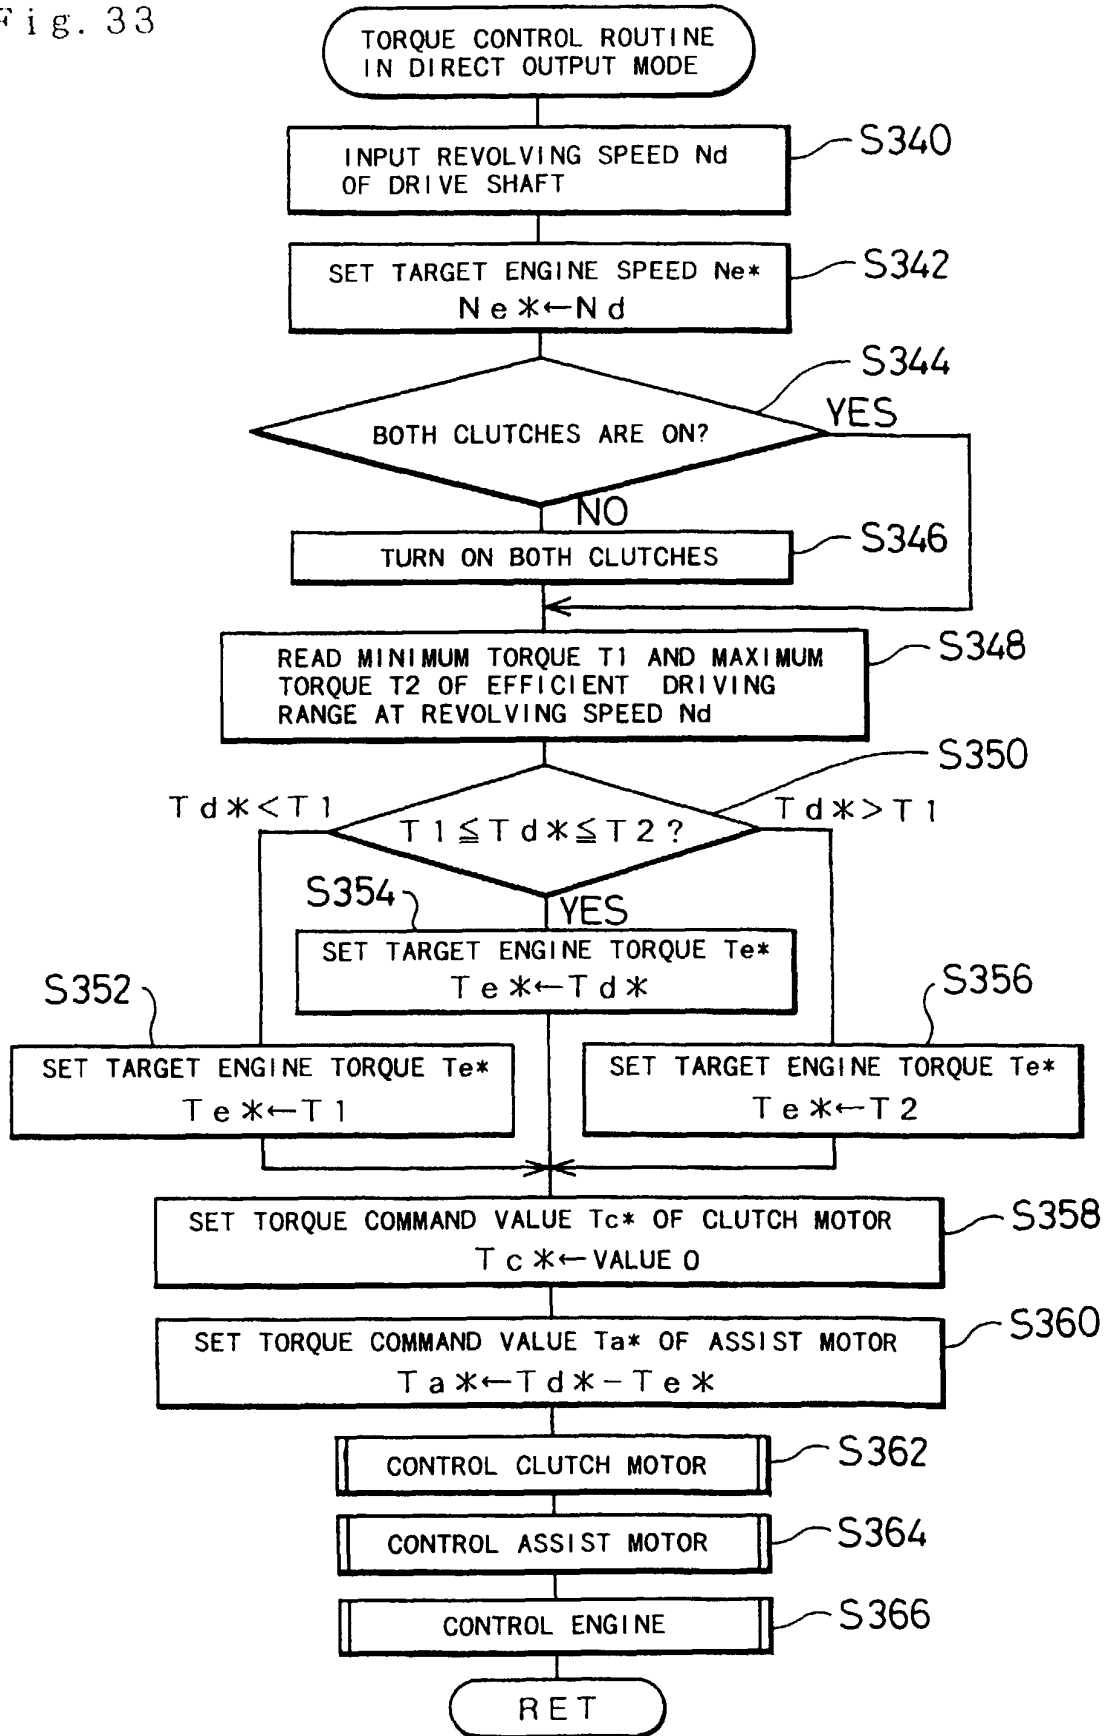 Fig. 33
TORQUE CONTROL ROUTINE
IN DIRECT OUTPUT MODE
S340
INPUT REVOLVING SPEED Nd
OF DRIVE SHAFT
S342
SET TARGET ENGINE SPEED Ne*
Ne*←Nd
S344
BOTH CLUTCHES ARE ON?
YES
NO
S346
TURN ON BOTH CLUTCHES
S348
READ MINIMUM TORQUE T1 AND MAXIMUM
TORQUE T2 OF EFFICIENT DRIVING
RANGE AT REVOLVING SPEED Nd
S350
Td*<T1
T1≦Td*≦T2?
Td*>T1
S354
YES
SET TARGET ENGINE TORQUE Te*
Te*←Td*
S352
SET TARGET ENGINE TORQUE Te*
Te*←T1
S356
SET TARGET ENGINE TORQUE Te*
Te*←T2
S358
SET TORQUE COMMAND VALUE Tc* OF CLUTCH MOTOR
Tc*←VALUE 0
S360
SET TORQUE COMMAND VALUE Ta* OF ASSIST MOTOR
Ta*←Td*-Te*
S362
CONTROL CLUTCH MOTOR
S364
CONTROL ASSIST MOTOR
S366
CONTROL ENGINE
RET